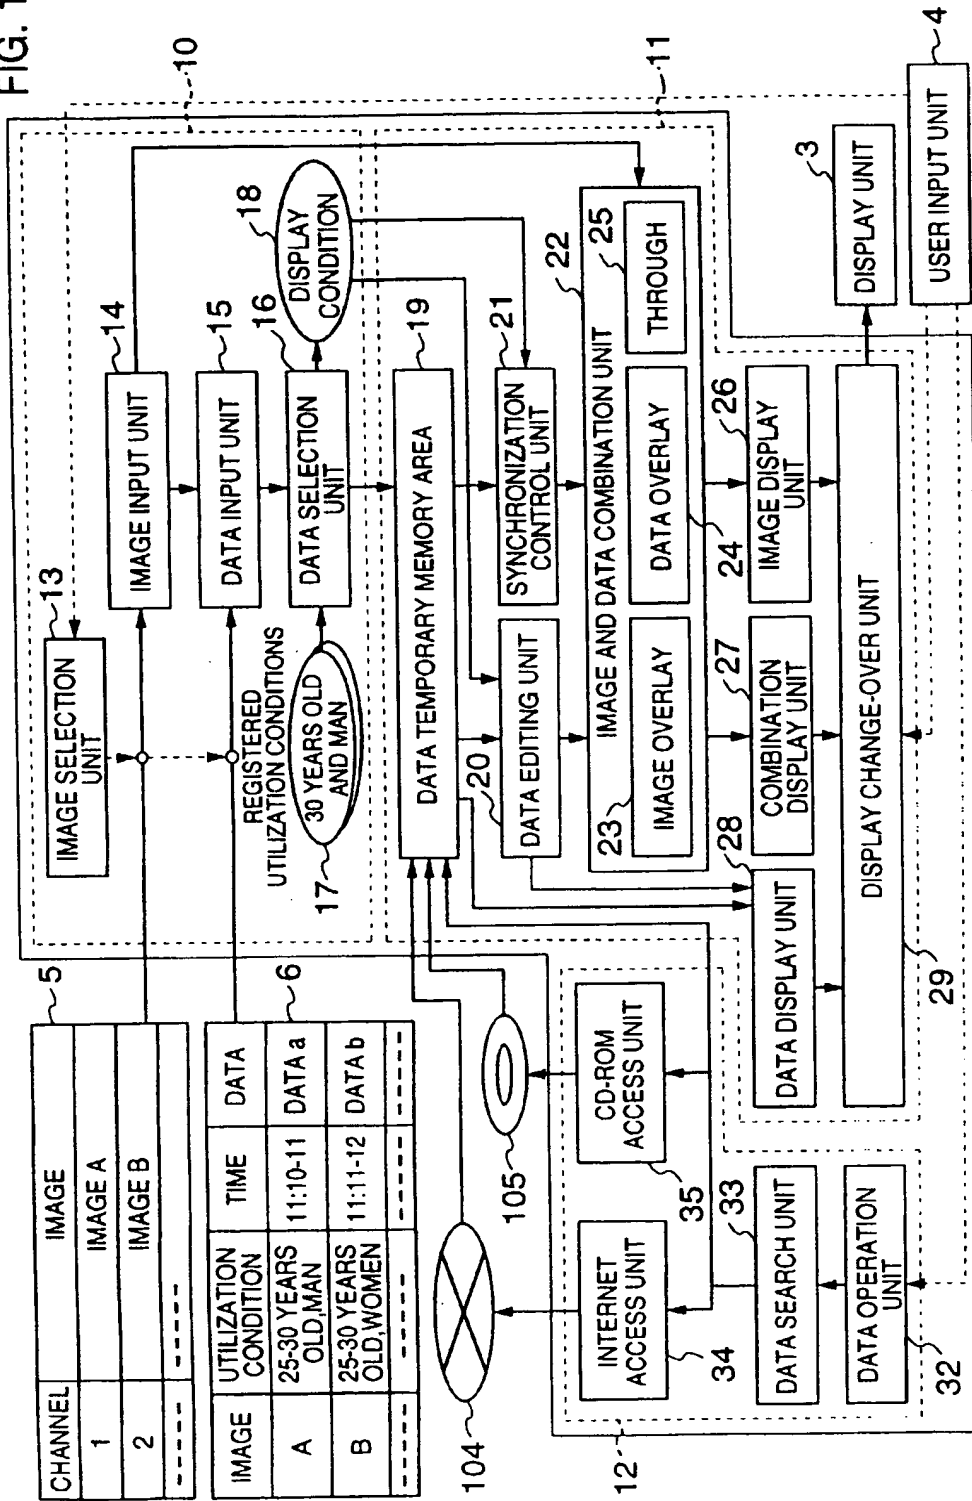 FIG. 1
CHANNEL
IMAGE
1
IMAGE A
2
IMAGE B
5
IMAGE
UTILIZATION
CONDITION
TIME
DATA
A
25-30 YEARS
OLD,MAN
11:10-11
DATA a
B
25-30 YEARS
OLD,WOMEN
11:11-12
DATA b
6
IMAGE SELECTION
UNIT
13
IMAGE INPUT UNIT
14
DATA INPUT UNIT
15
DATA SELECTION
UNIT
16
REGISTERED
UTILIZATION CONDITIONS
30 YEARS OLD
AND MAN
17
DISPLAY
CONDITION
18
10
DATA TEMPORARY MEMORY AREA
19
20
DATA EDITING UNIT
SYNCHRONIZATION
CONTROL UNIT
21
11
IMAGE AND DATA COMBINATION UNIT
22
23
IMAGE OVERLAY
DATA OVERLAY
24
THROUGH
25
DATA DISPLAY UNIT
28
COMBINATION
DISPLAY UNIT
27
IMAGE DISPLAY
UNIT
26
DISPLAY CHANGE-OVER UNIT
29
DISPLAY UNIT
3
USER INPUT UNIT
4
104
105
12
INTERNET
ACCESS UNIT
34
CD-ROM
ACCESS UNIT
35
DATA SEARCH UNIT
33
DATA OPERATION
UNIT
32